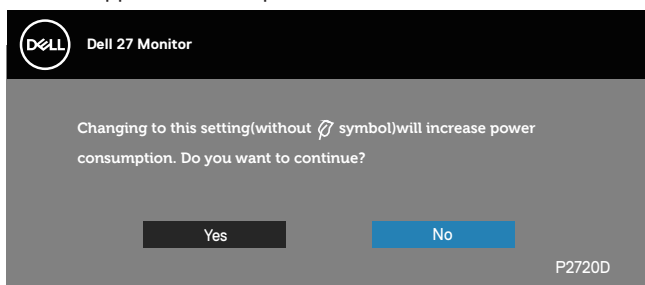 DELL
Dell 27 Monitor
Changing to this setting(without symbol)will increase power
consumption. Do you want to continue?
Yes
No
P2720D